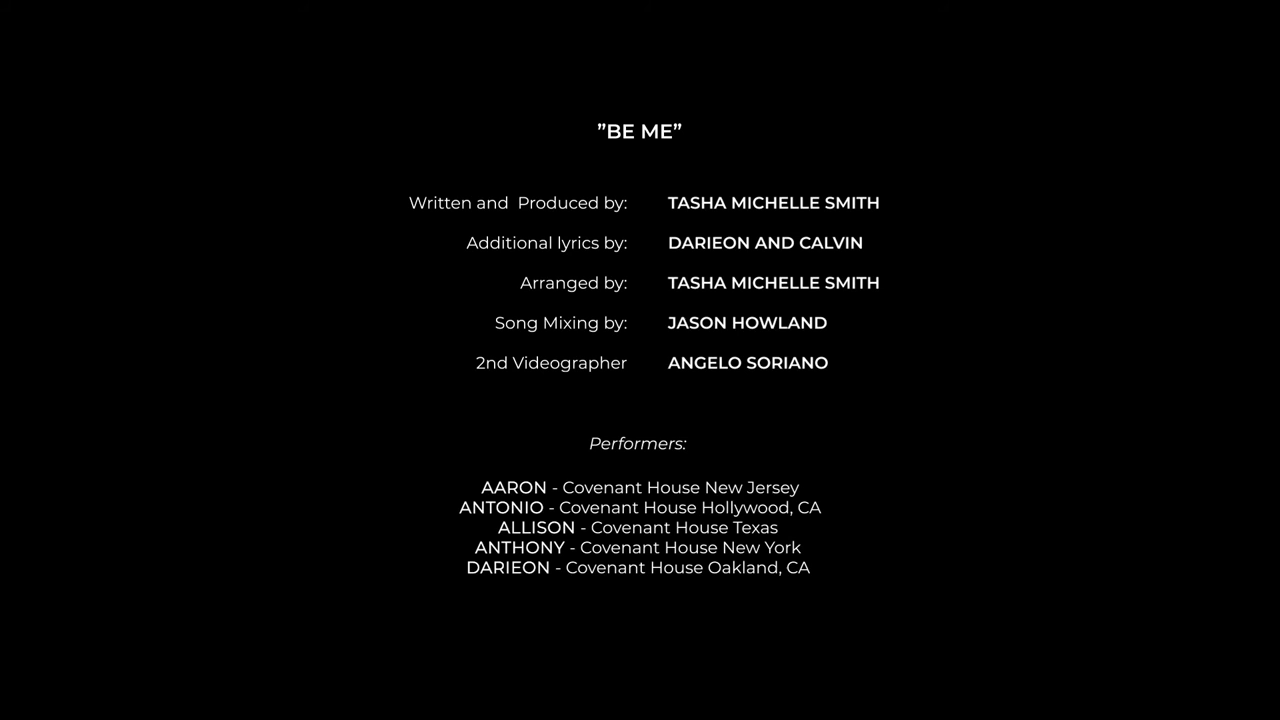 ”BE ME”
Written and  Produced by: TASHA MICHELLE SMITH
Additional lyrics by: DARIEON AND CALVIN
Arranged by: TASHA MICHELLE SMITH
Song Mixing by: JASON HOWLAND
2nd Videographer ANGELO SORIANO
Performers:
AARON - Covenant House New Jersey
ANTONIO - Covenant House Hollywood, CA
ALLISON - Covenant House Texas
ANTHONY - Covenant House New York
DARIEON - Covenant House Oakland, CA